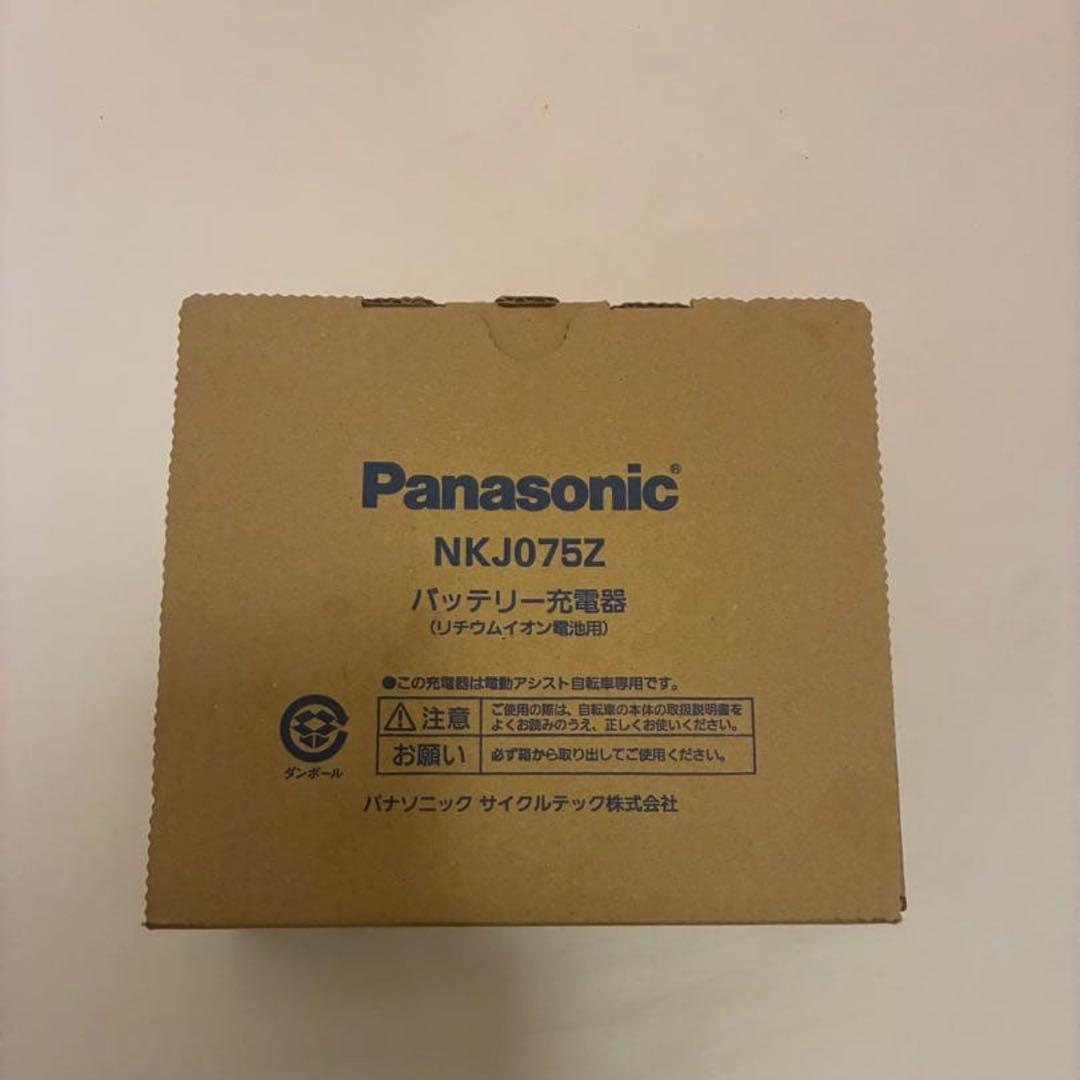 Panasonic®
NKJ075Z
バッテリー充電器
(リチウムイオン電池用)
●この充電器は電動アシスト自転車専用です。
注意
ご使用の際は、自転車の本体の取扱説明書を
よくお読みのうえ、正しくお使いください。
お願い
必ず箱から取り出してご使用ください。
ダンボール
パナソニック サイクルテック株式会社